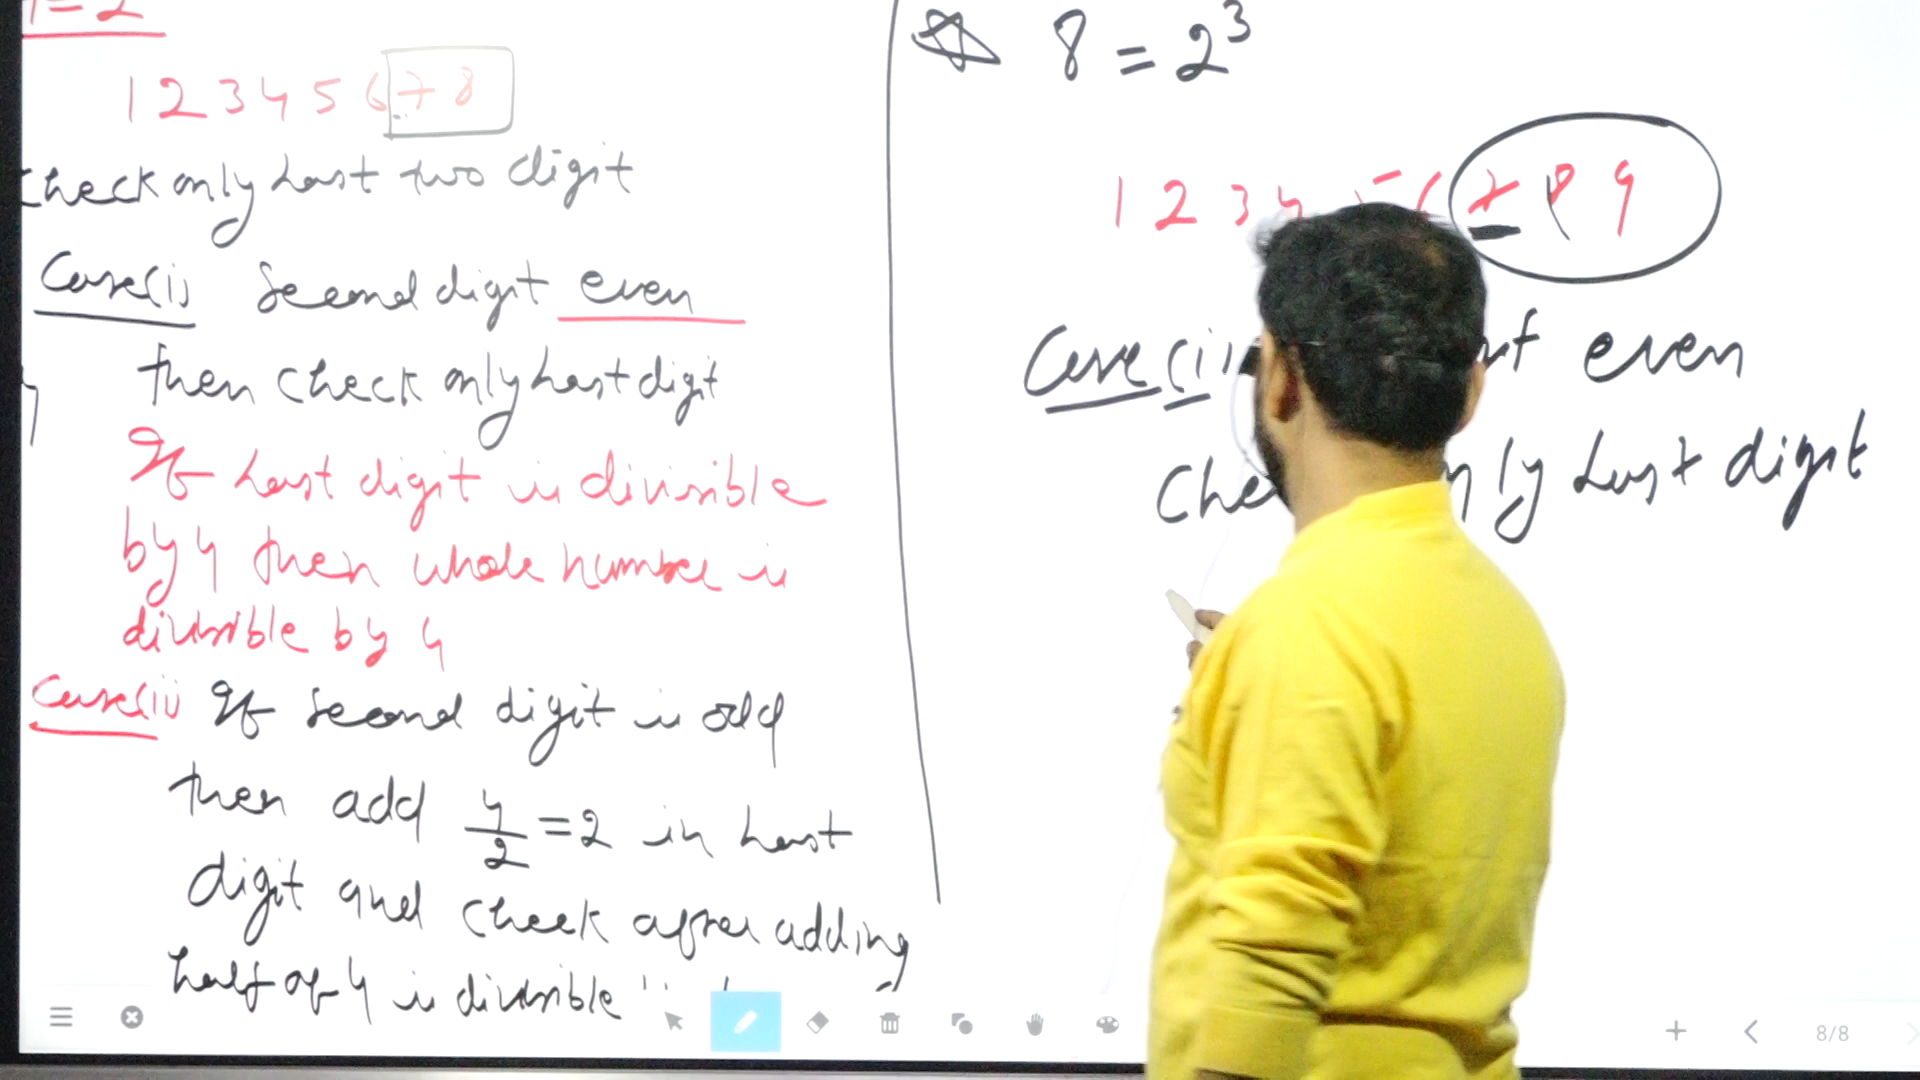 1 2 3 4 5 6 7 8
check only Last two digit
Case(i) Second digit even
then check only Last digit
If Last digit is divisible
by 4 then whole number is
divisible by 4
Case(ii) If Second digit is odd
then add 4/2 = 2 in Last
digit and check after adding
half of 4 is divisible
8 = 2³
1 2 3 4 5 6 7 8 9
Case(i) even
only Last digit
8/8